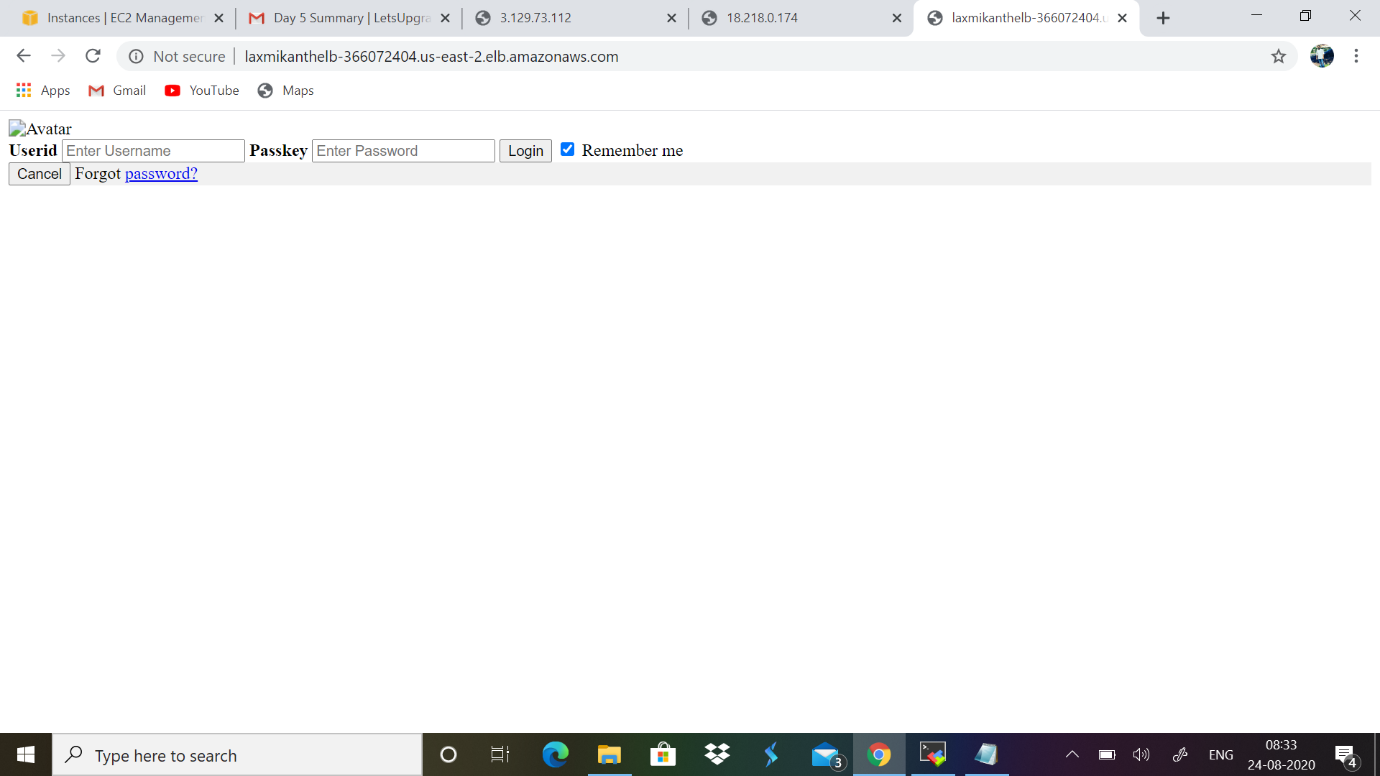 Instances | EC2 Managemen
Day 5 Summary | LetsUpgra
3.129.73.112
18.218.0.174
laxmikanthelb-366072404.u
Not secure
laxmikanthelb-366072404.us-east-2.elb.amazonaws.com
Apps Gmail YouTube Maps
Avatar
Userid Enter Username Passkey Enter Password Login Remember me
Cancel Forgot password?
Type here to search
3
ENG
08:33
24-08-2020
4